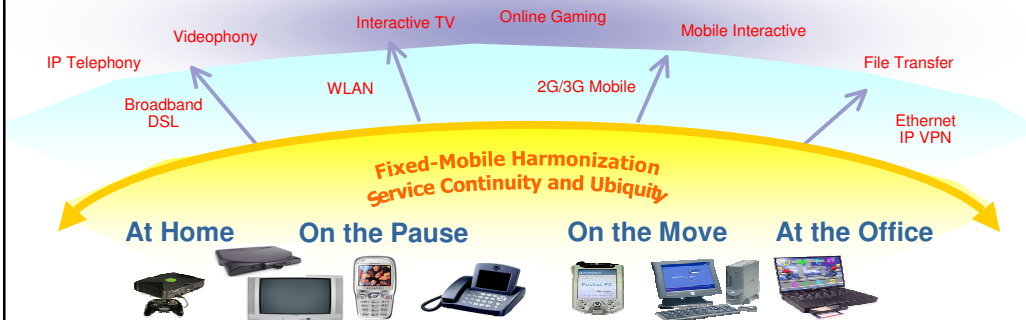 Interactive TV
Online Gaming
Videophony
Mobile Interactive
IP Telephony
File Transfer
WLAN
2G/3G Mobile
Broadband
DSL
Ethernet
IP VPN
Fixed-Mobile Harmonization
Service Continuity and Ubiquity
At Home
On the Pause
On the Move
At the Office
Pocket PC